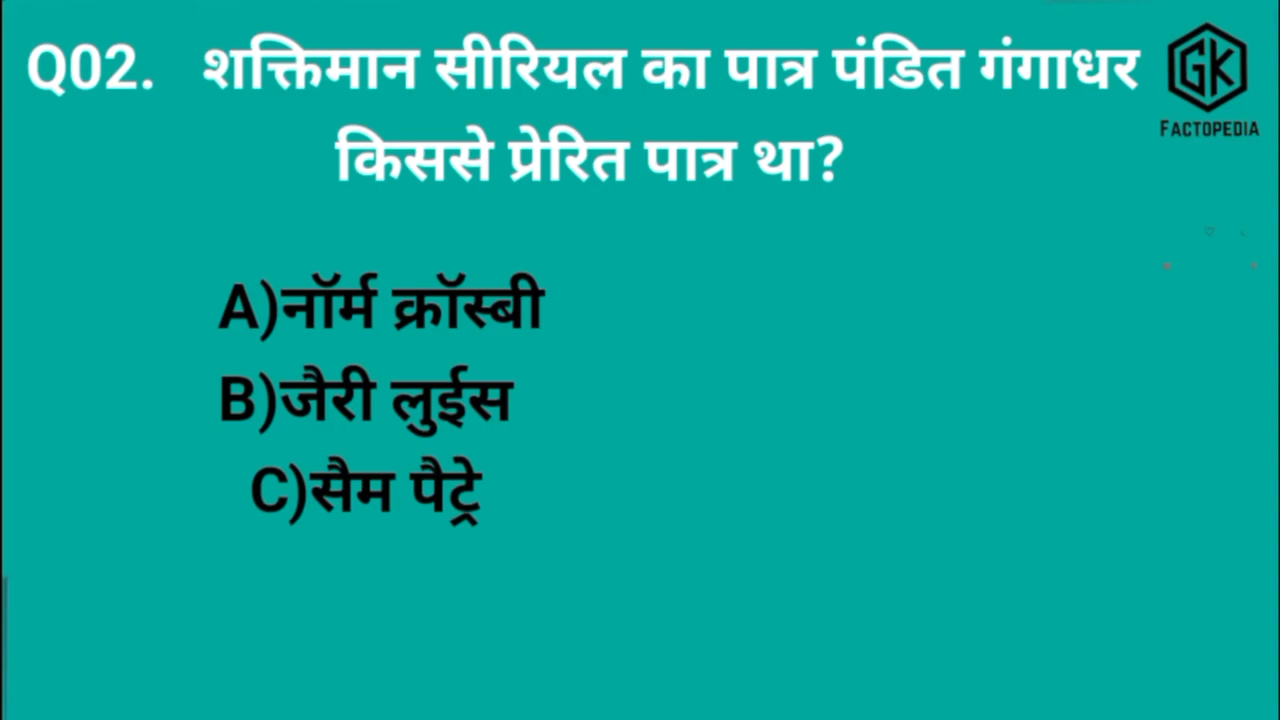 Q02. शक्तिमान सीरियल का पात्र पंडित गंगाधर
किससे प्रेरित पात्र था?
GK
FACTOPEDIA
A)नॉर्म क्रॉस्बी
B)जैरी लुईस
C)सैम पैट्रे